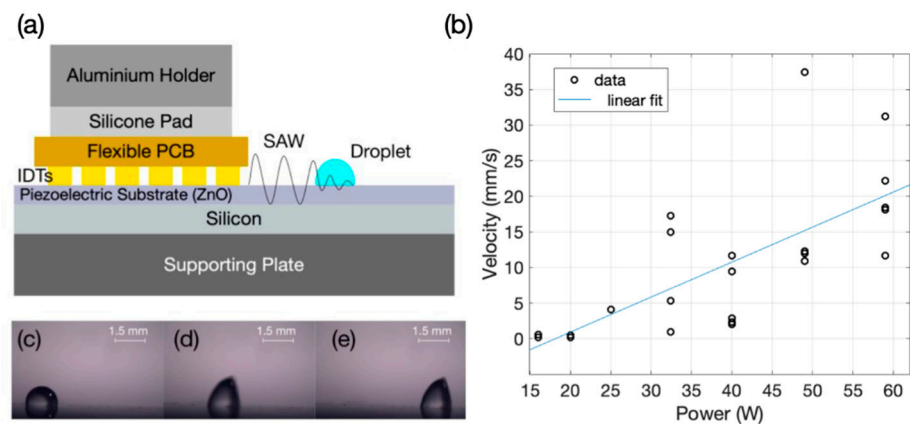 (a)
Aluminium Holder
Silicone Pad
Flexible PCB
SAW
Droplet
IDTs
Piezoelectric Substrate (ZnO)
Silicon
Supporting Plate
(c)
1.5 mm
(d)
1.5 mm
(e)
1.5 mm
(b)
40
35
30
25
20
15
10
5
0
Velocity (mm/s)
data
linear fit
15 20 25 30 35 40 45 50 55 60
Power (W)